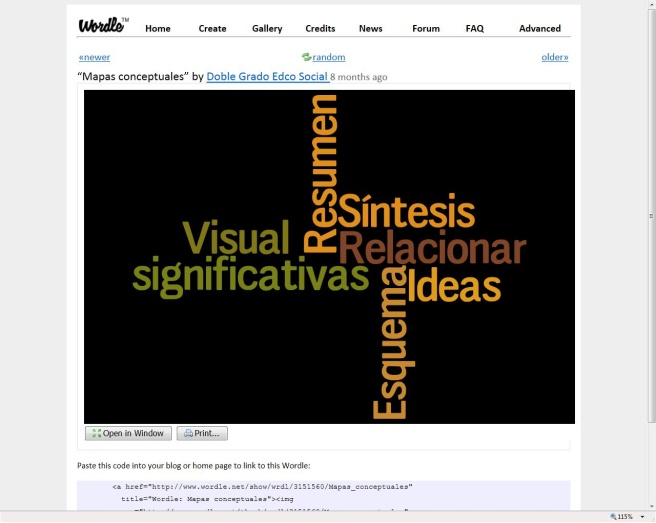 Wordle™
Home Create Gallery Credits News Forum FAQ Advanced
«newer random older»
“Mapas conceptuales” by Doble Grado Edco Social 8 months ago
Resumen
Síntesis
Visual
Relacionar
significativas
Ideas
Esquema
Open in Window Print...
Paste this code into your blog or home page to link to this Wordle:
<a href="http://www.wordle.net/show/wrdl/3151560/Mapas_conceptuales"
title="Wordle: Mapas conceptuales"><img
115%